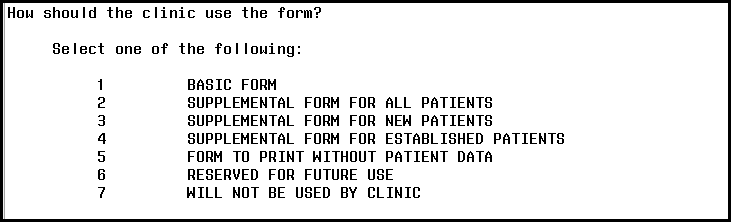 How should the clinic use the form?
Select one of the following:
1 BASIC FORM
2 SUPPLEMENTAL FORM FOR ALL PATIENTS
3 SUPPLEMENTAL FORM FOR NEW PATIENTS
4 SUPPLEMENTAL FORM FOR ESTABLISHED PATIENTS
5 FORM TO PRINT WITHOUT PATIENT DATA
6 RESERVED FOR FUTURE USE
7 WILL NOT BE USED BY CLINIC